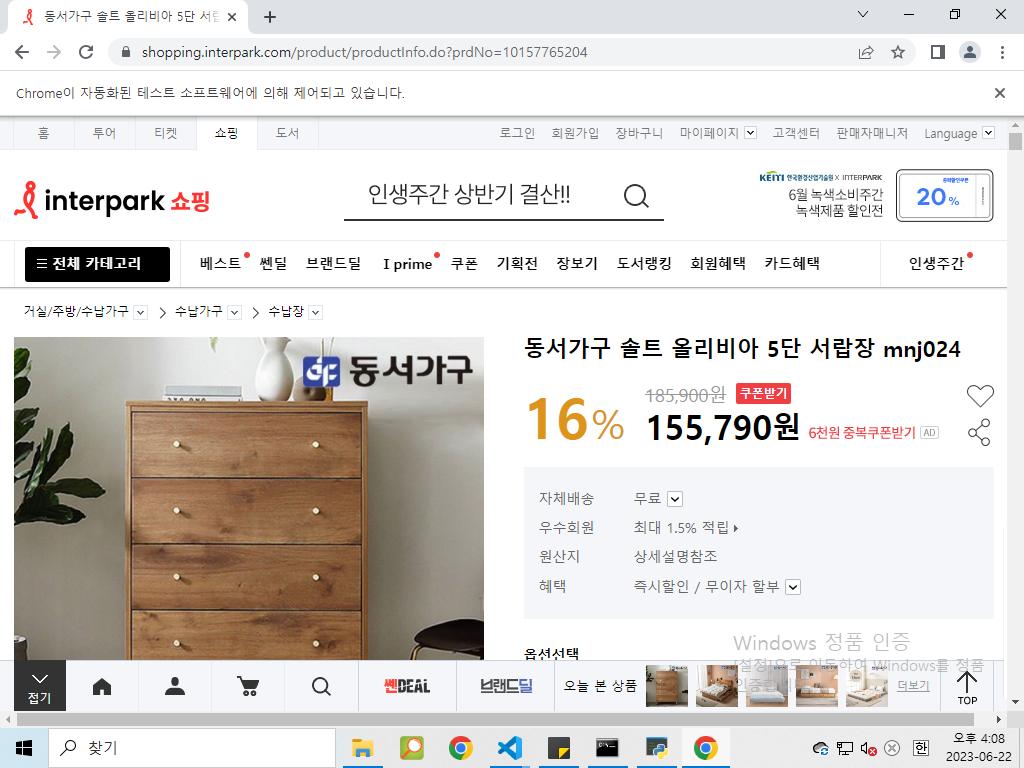 동서가구 솔트 올리비아 5단 서랍
shopping.interpark.com/product/productInfo.do?prdNo=10157765204
Chrome이 자동화된 테스트 소프트웨어에 의해 제어되고 있습니다.
홈 투어 티켓 쇼핑 도서 로그인 회원가입 장바구니 마이페이지 고객센터 판매자매니저 Language
interpark 쇼핑
인생주간 상반기 결산!!
KEITI 한국환경산업기술원 X INTERPARK
6월 녹색소비주간
녹색제품 할인전
20%
전체 카테고리 베스트 쎈딜 브랜드딜 I prime 쿠폰 기획전 장보기 도서랭킹 회원혜택 카드혜택 인생주간
거실/주방/수납가구 수납가구 수납장
동서가구
동서가구 솔트 올리비아 5단 서랍장 mnj024
16%
185,900원 쿠폰받기
155,790원 6천원 중복쿠폰받기 AD
자체배송 무료
우수회원 최대 1.5% 적립
원산지 상세설명참조
혜택 즉시할인 / 무이자 할부
옵션선택
Windows 정품 인증
[설정]으로 이동하여 Windows를 정품
접기
쎈DEAL
브랜드딜
오늘 본 상품
더보기
TOP
찾기
한
오후 4:08
2023-06-22